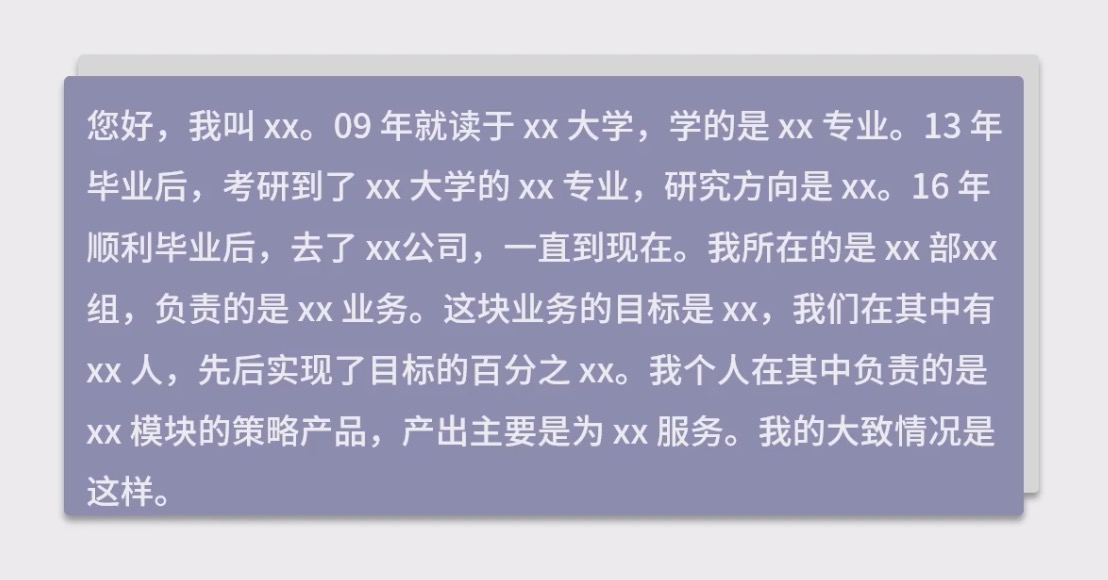 您好，我叫 xx。09 年就读于 xx 大学，学的是 xx 专业。13 年
毕业后，考研到了 xx 大学的 xx 专业，研究方向是 xx。16 年
顺利毕业后，去了 xx公司，一直到现在。我所在的是 xx 部xx
组，负责的是 xx 业务。这块业务的目标是 xx，我们在其中有
xx 人，先后实现了目标的百分之 xx。我个人在其中负责的是
xx 模块的策略产品，产出主要是为 xx 服务。我的大致情况是
这样。